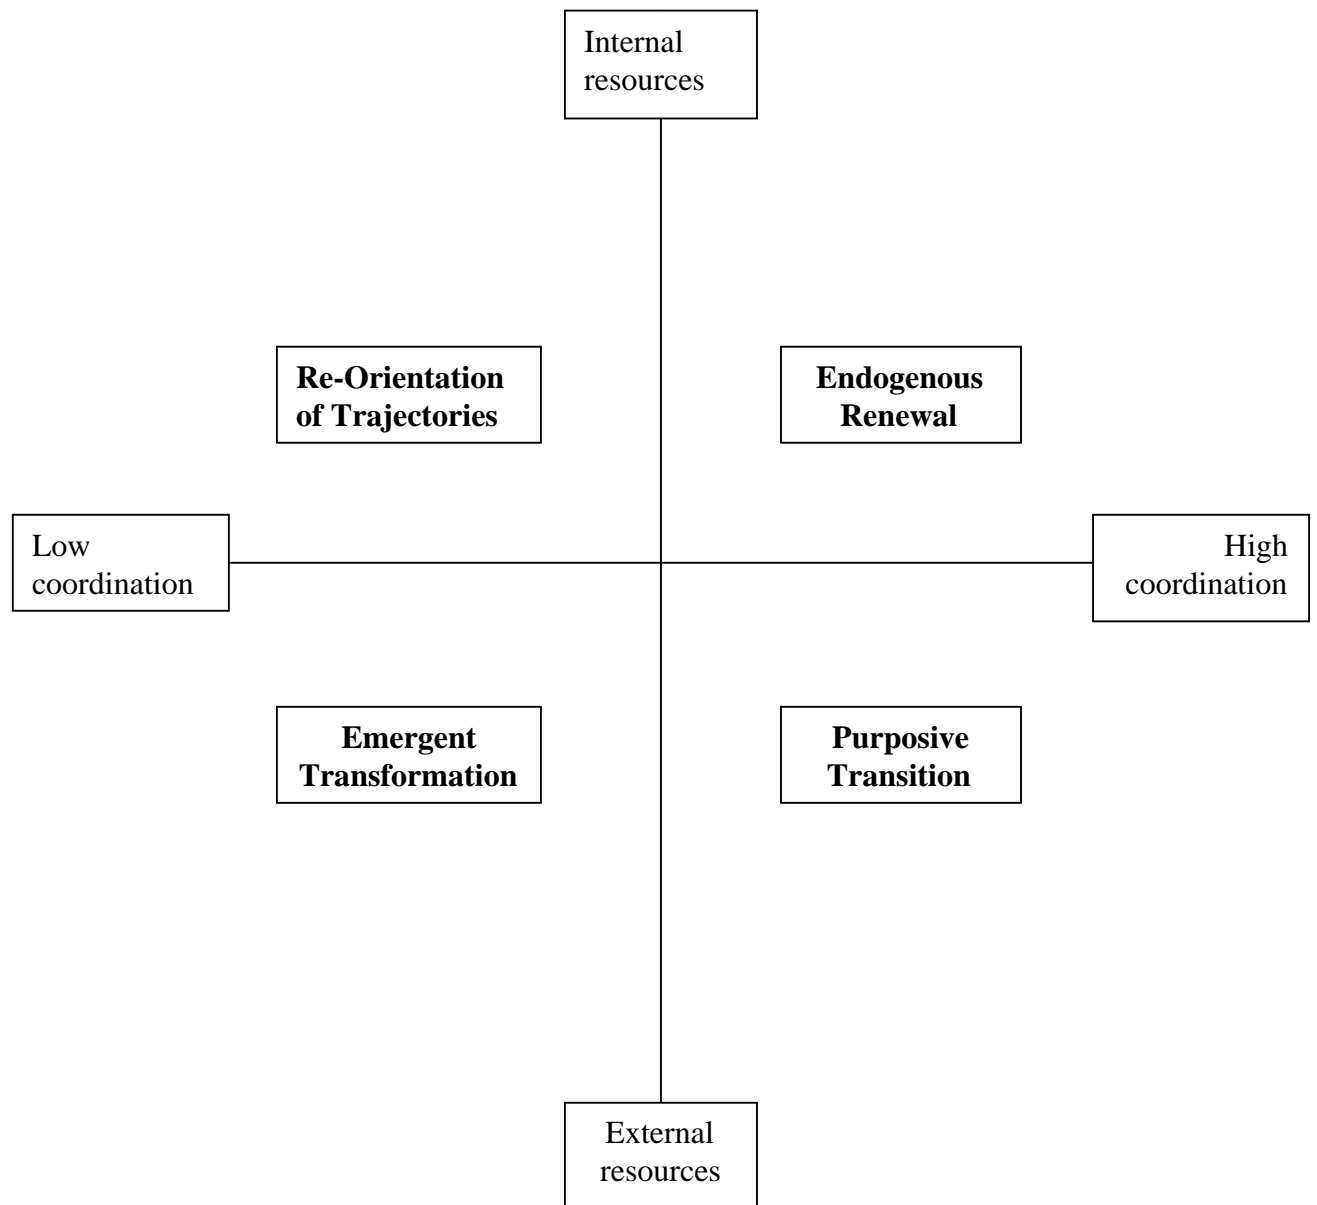 Internal
resources
Re-Orientation
of Trajectories
Endogenous
Renewal
Low
coordination
High
coordination
Emergent
Transformation
Purposive
Transition
External
resources